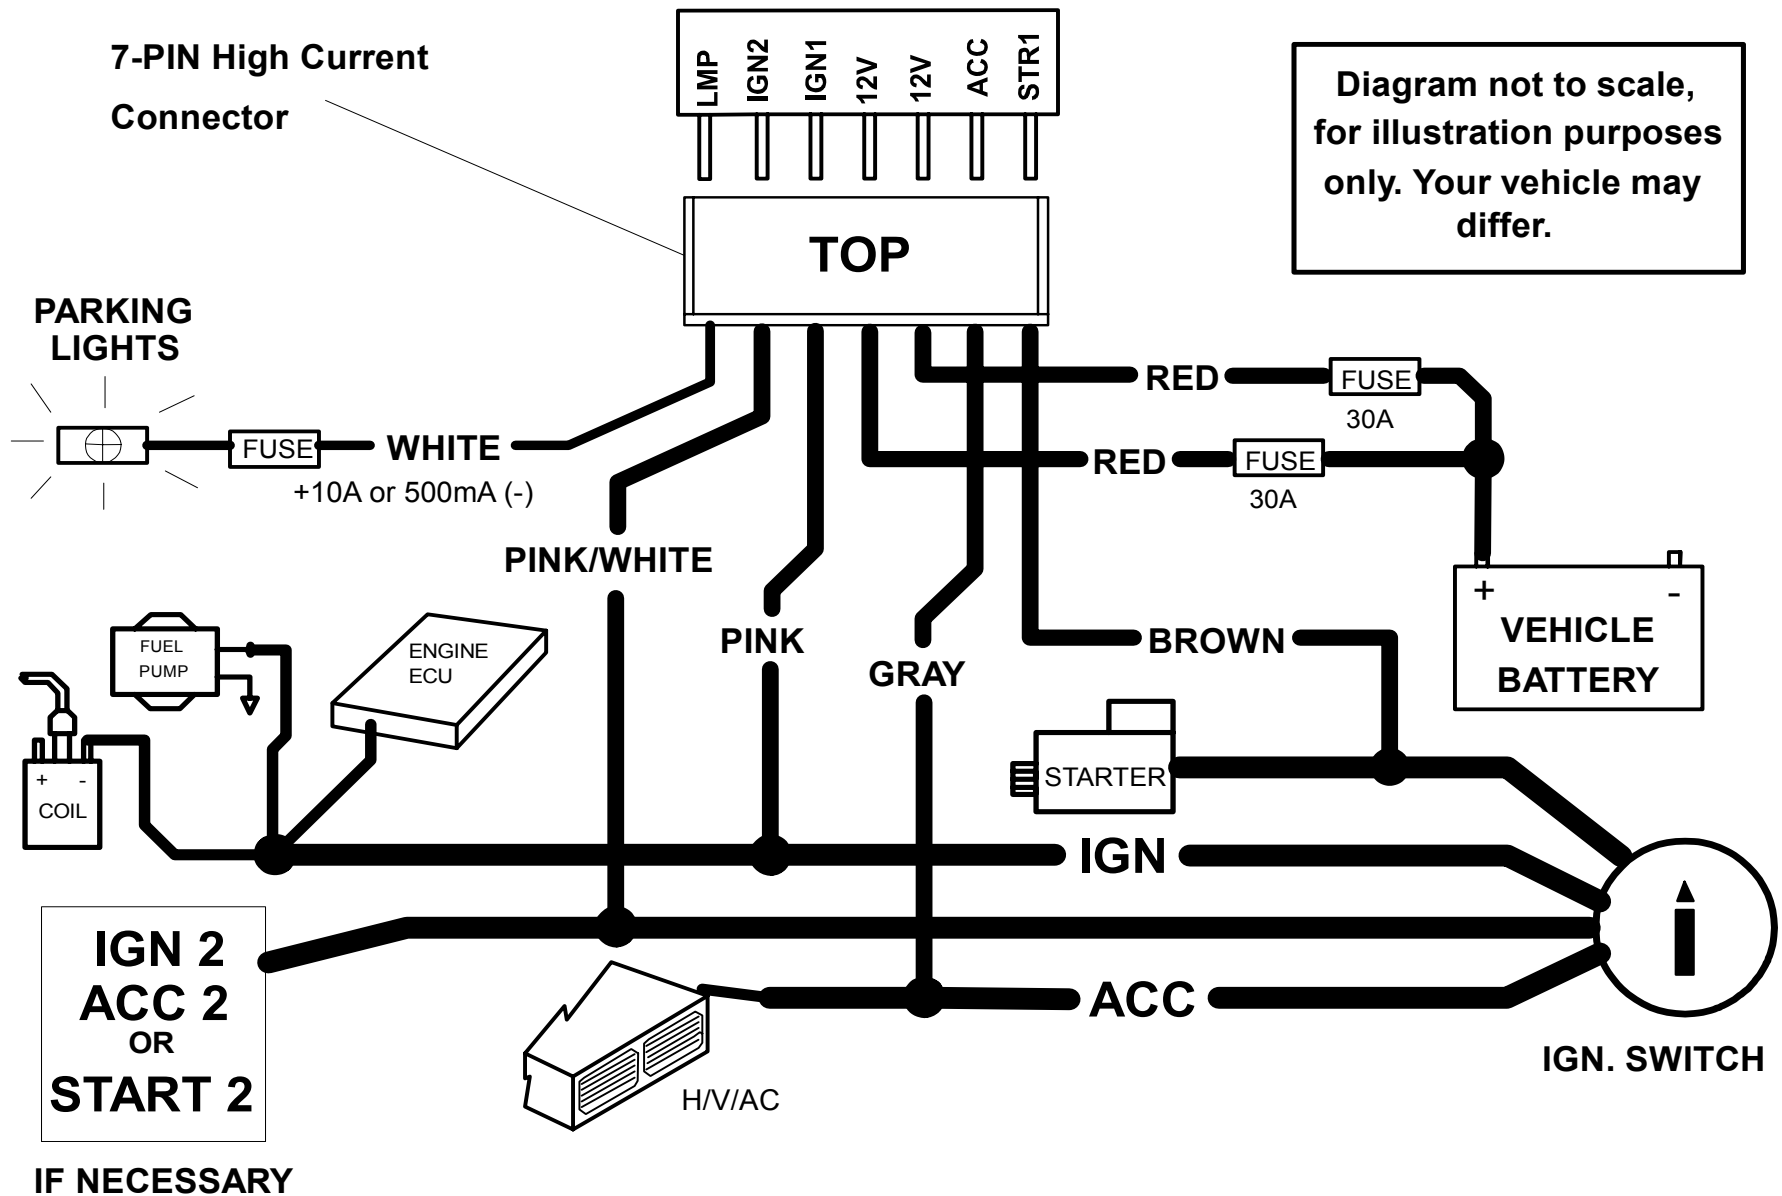 7-PIN High Current
Connector
LMP
IGN2
IGN1
12V
12V
ACC
STR1
Diagram not to scale,
for illustration purposes
only. Your vehicle may
differ.
TOP
PARKING
LIGHTS
FUSE
WHITE
+10A or 500mA (-)
RED
FUSE
30A
RED
FUSE
30A
PINK/WHITE
+
-
VEHICLE
BATTERY
FUEL
PUMP
ENGINE
ECU
PINK
GRAY
BROWN
+ -
COIL
STARTER
IGN
IGN 2
ACC 2
OR
START 2
IF NECESSARY
ACC
H/V/AC
IGN. SWITCH